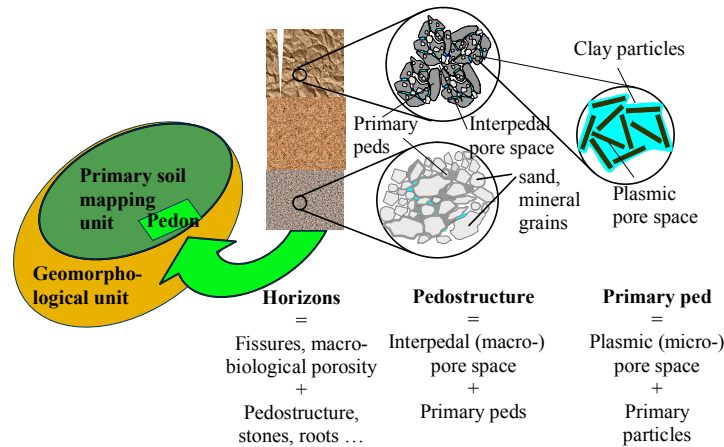 Clay particles
Primary
peds
Interpedal
pore space
sand,
mineral
grains
Plasmic
pore space
Primary soil
mapping
unit
Pedon
Geomorpho-
logical unit
Horizons
=
Fissures, macro-
biological porosity
+
Pedostructure,
stones, roots …
Pedostructure
=
Interpedal (macro-)
pore space
+
Primary peds
Primary ped
=
Plasmic (micro-)
pore space
+
Primary
particles